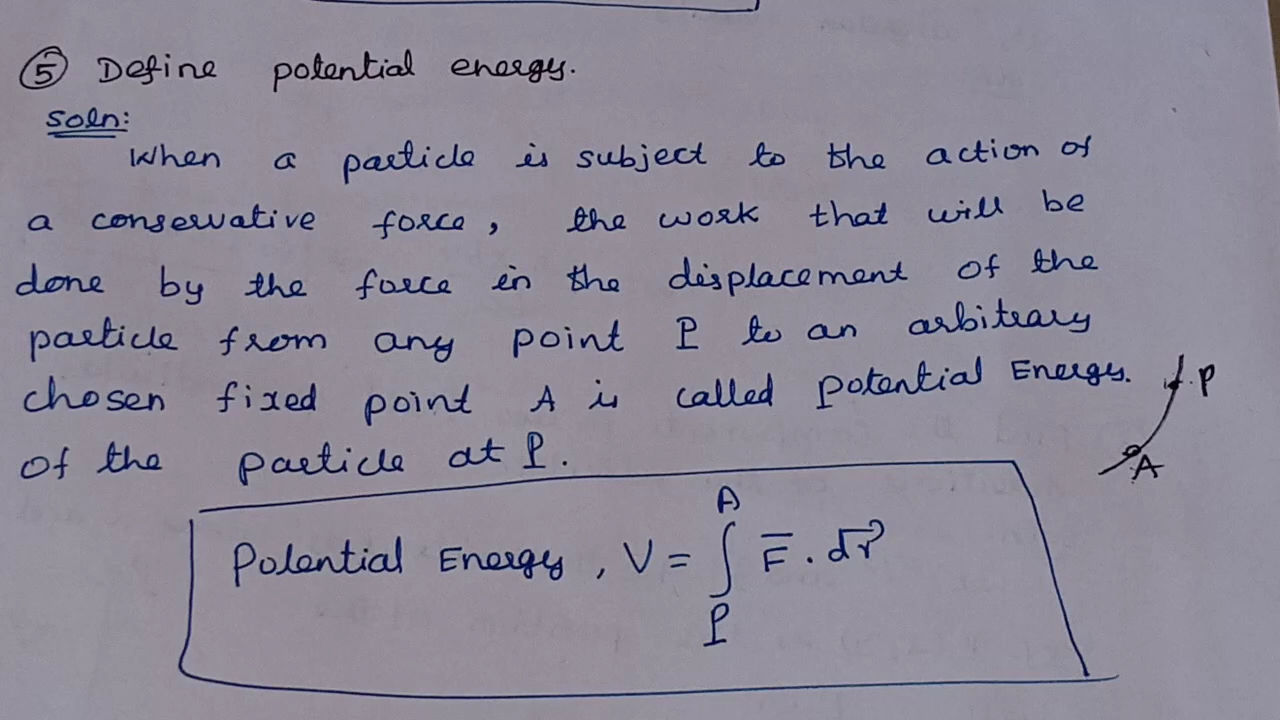 ⑤ Define potential energy.
Soln:
When a particle is subject to the action of
a conservative force, the work that will be
done by the force in the displacement of the
particle from any point P to an arbitrary
chosen fixed point A is called Potential Energy.
of the particle at P.
P
A
A
Potential Energy, V = ∫ F̅ . dr⃗
P